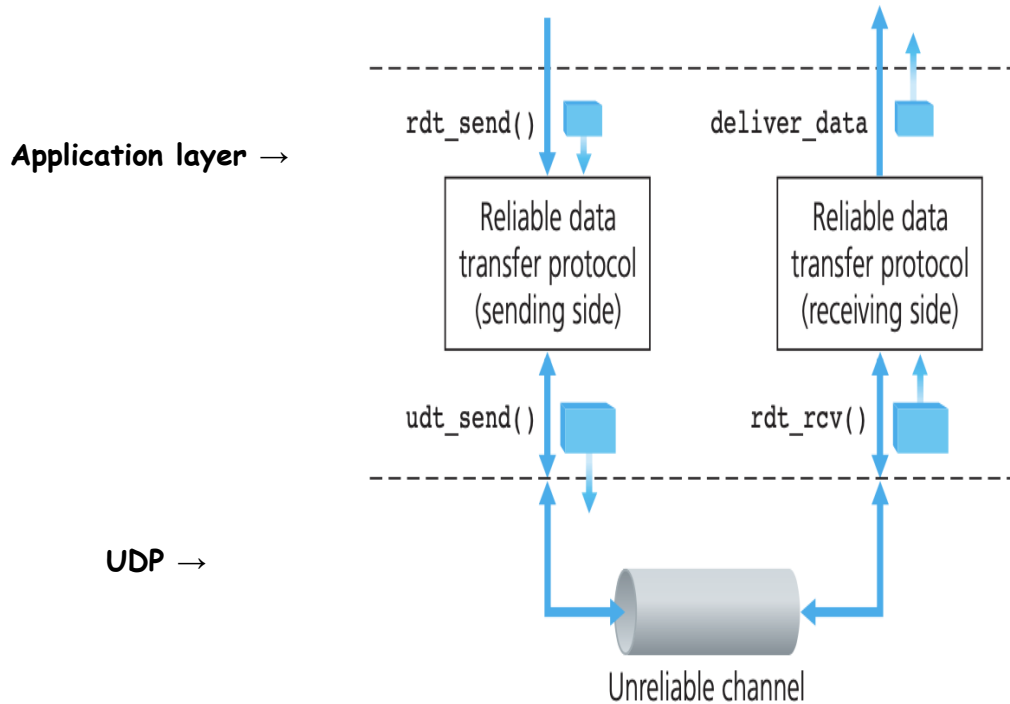 rdt_send()
deliver_data
Application layer →
Reliable data
transfer protocol
(sending side)
Reliable data
transfer protocol
(receiving side)
udt_send()
rdt_rcv()
UDP →
Unreliable channel